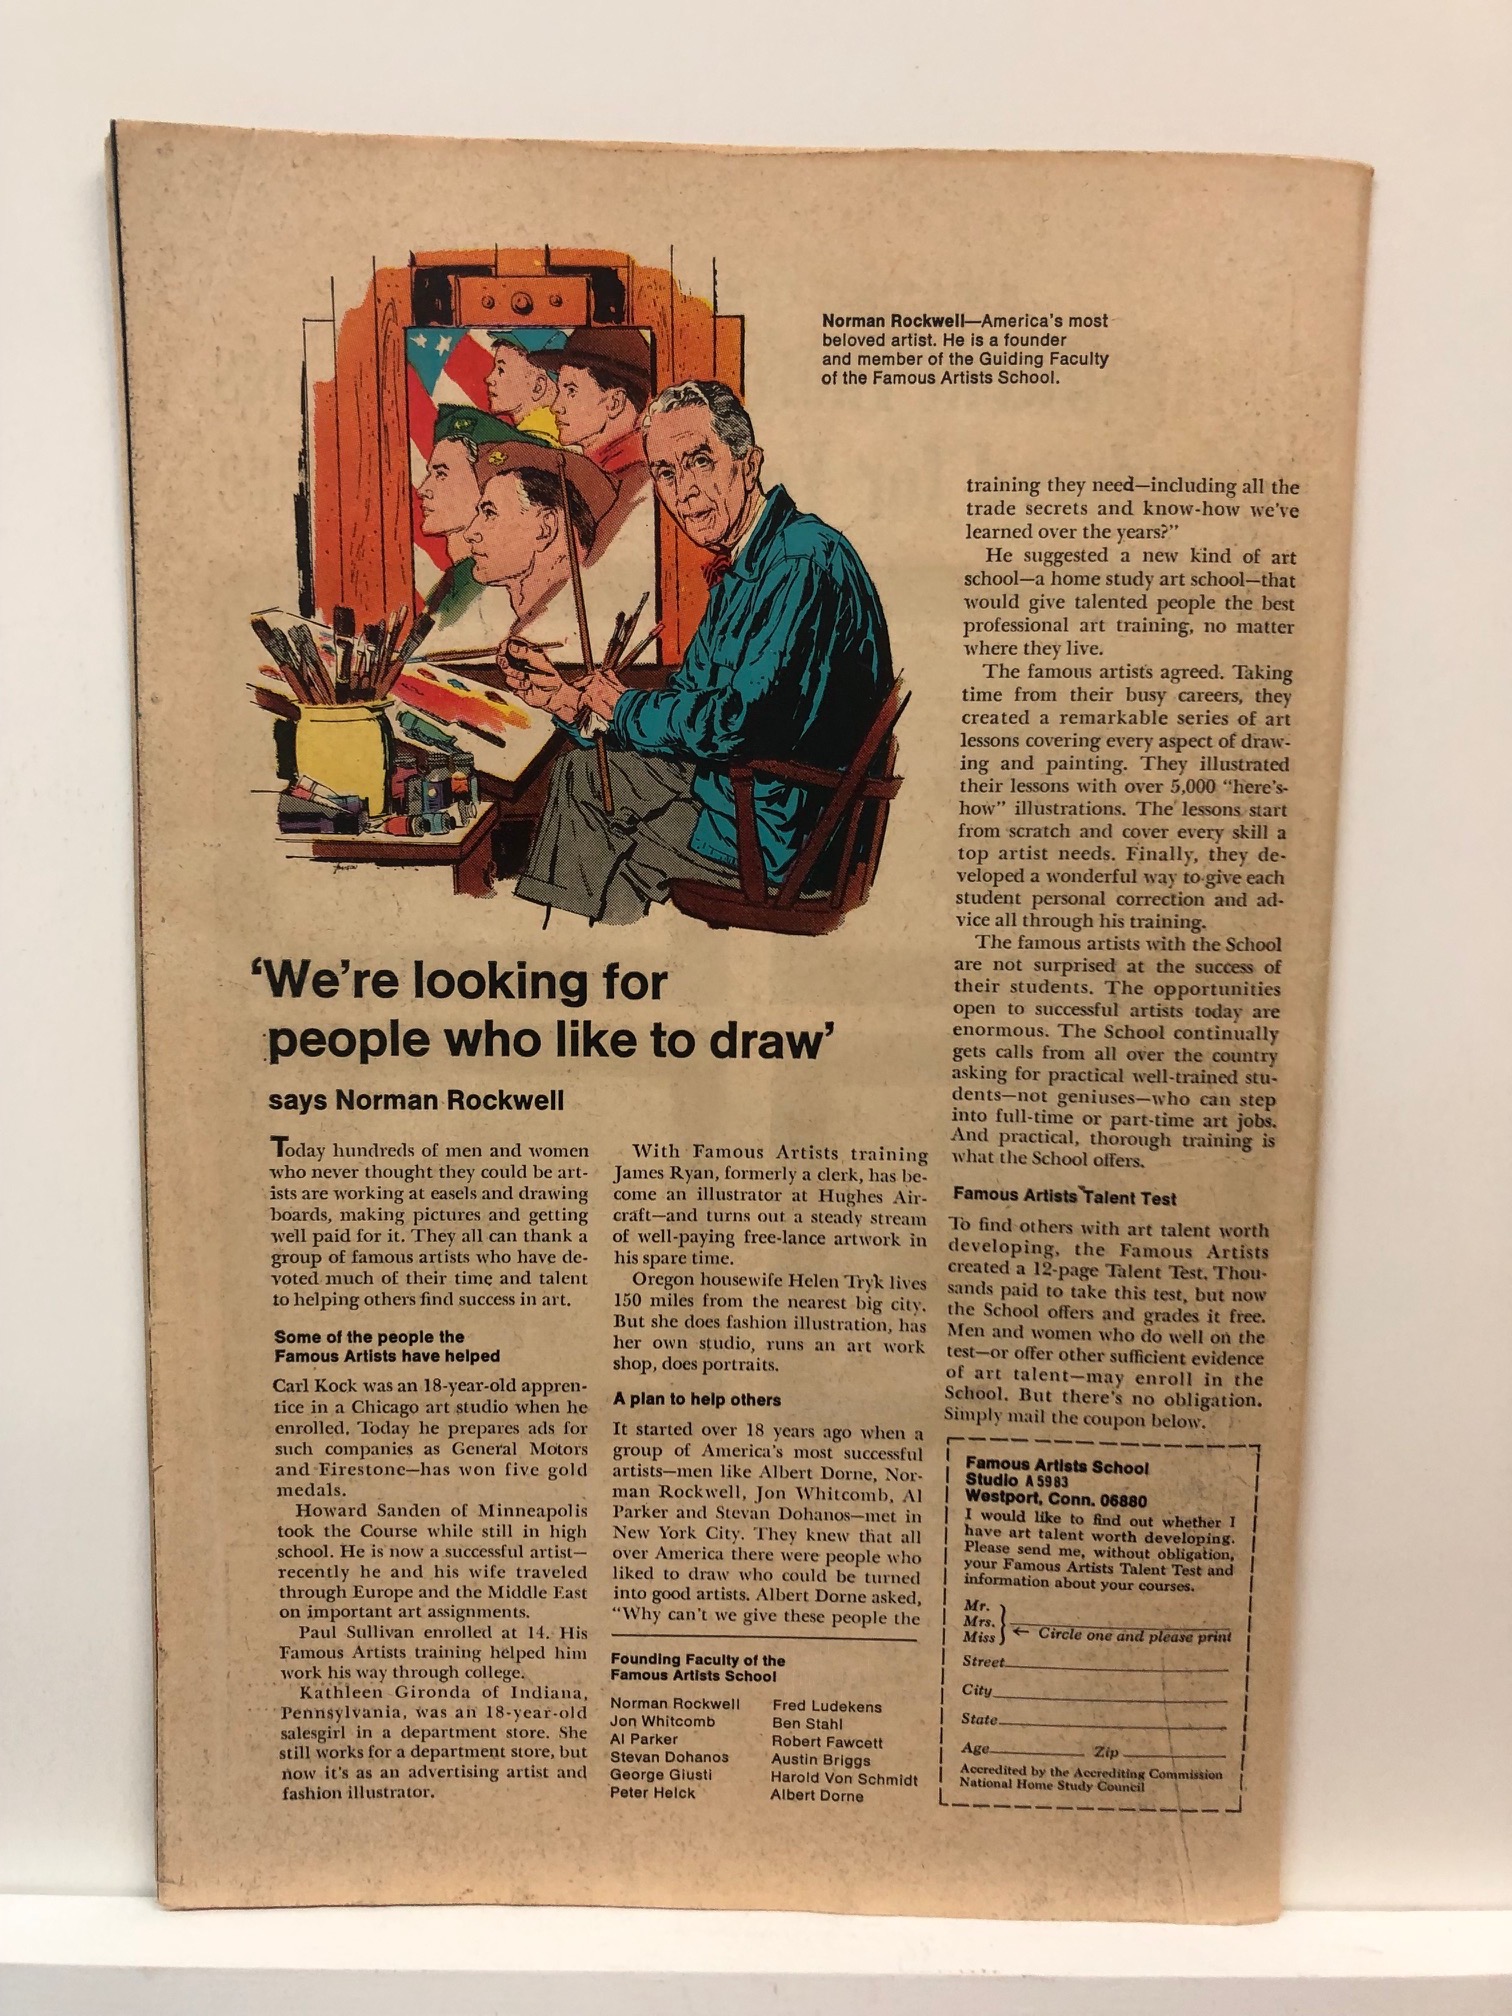 Norman Rockwell—America's most
beloved artist. He is a founder
and member of the Guiding Faculty
of the Famous Artists School.
'We're looking for
people who like to draw'
says Norman Rockwell
Today hundreds of men and women
who never thought they could be art-
ists are working at easels and drawing
boards, making pictures and getting
well paid for it. They all can thank a
group of famous artists who have de-
voted much of their time and talent
to helping others find success in art.
Some of the people the
Famous Artists have helped
Carl Kock was an 18-year-old appren-
tice in a Chicago art studio when he
enrolled. Today he prepares ads for
such companies as General Motors
and Firestone—has won five gold
medals.
Howard Sanden of Minneapolis
took the Course while still in high
school. He is now a successful artist—
recently he and his wife traveled
through Europe and the Middle East
on important art assignments.
Paul Sullivan enrolled at 14. His
Famous Artists training helped him
work his way through college.
Kathleen Gironda of Indiana,
Pennsylvania, was an 18-year-old
salesgirl in a department store. She
still works for a department store, but
now it's as an advertising artist and
fashion illustrator.
With Famous Artists training
James Ryan, formerly a clerk, has be-
come an illustrator at Hughes Air-
craft—and turns out a steady stream
of well-paying free-lance artwork in
his spare time.
Oregon housewife Helen Tryk lives
150 miles from the nearest big city.
But she does fashion illustration, has
her own studio, runs an art work
shop, does portraits.
A plan to help others
It started over 18 years ago when a
group of America's most successful
artists—men like Albert Dorne, Nor-
man Rockwell, Jon Whitcomb, Al
Parker and Stevan Dohanos—met in
New York City. They knew that all
over America there were people who
liked to draw who could be turned
into good artists. Albert Dorne asked,
"Why can't we give these people the
Founding Faculty of the
Famous Artists School
Norman Rockwell
Jon Whitcomb
Al Parker
Stevan Dohanos
George Giusti
Peter Helck
Fred Ludekens
Ben Stahl
Robert Fawcett
Austin Briggs
Harold Von Schmidt
Albert Dorne
training they need—including all the
trade secrets and know-how we've
learned over the years?"
He suggested a new kind of art
school—a home study art school—that
would give talented people the best
professional art training, no matter
where they live.
The famous artists agreed. Taking
time from their busy careers, they
created a remarkable series of art
lessons covering every aspect of draw-
ing and painting. They illustrated
their lessons with over 5,000 "here's-
how" illustrations. The lessons start
from scratch and cover every skill a
top artist needs. Finally, they de-
veloped a wonderful way to give each
student personal correction and ad-
vice all through his training.
The famous artists with the School
are not surprised at the success of
their students. The opportunities
open to successful artists today are
enormous. The School continually
gets calls from all over the country
asking for practical well-trained stu-
dents—not geniuses—who can step
into full-time or part-time art jobs.
And practical, thorough training is
what the School offers.
Famous Artists Talent Test
To find others with art talent worth
developing, the Famous Artists
created a 12-page Talent Test. Thou-
sands paid to take this test, but now
the School offers and grades it free.
Men and women who do well on the
test—or offer other sufficient evidence
of art talent—may enroll in the
School. But there's no obligation.
Simply mail the coupon below.
Famous Artists School
Studio A 5983
Westport, Conn. 06880
I would like to find out whether I
have art talent worth developing.
Please send me, without obligation,
your Famous Artists Talent Test and
information about your courses.
Mr.
Mrs.
Miss
← Circle one and please print
Street
City
State
Age Zip
Accredited by the Accrediting Commission
National Home Study Council